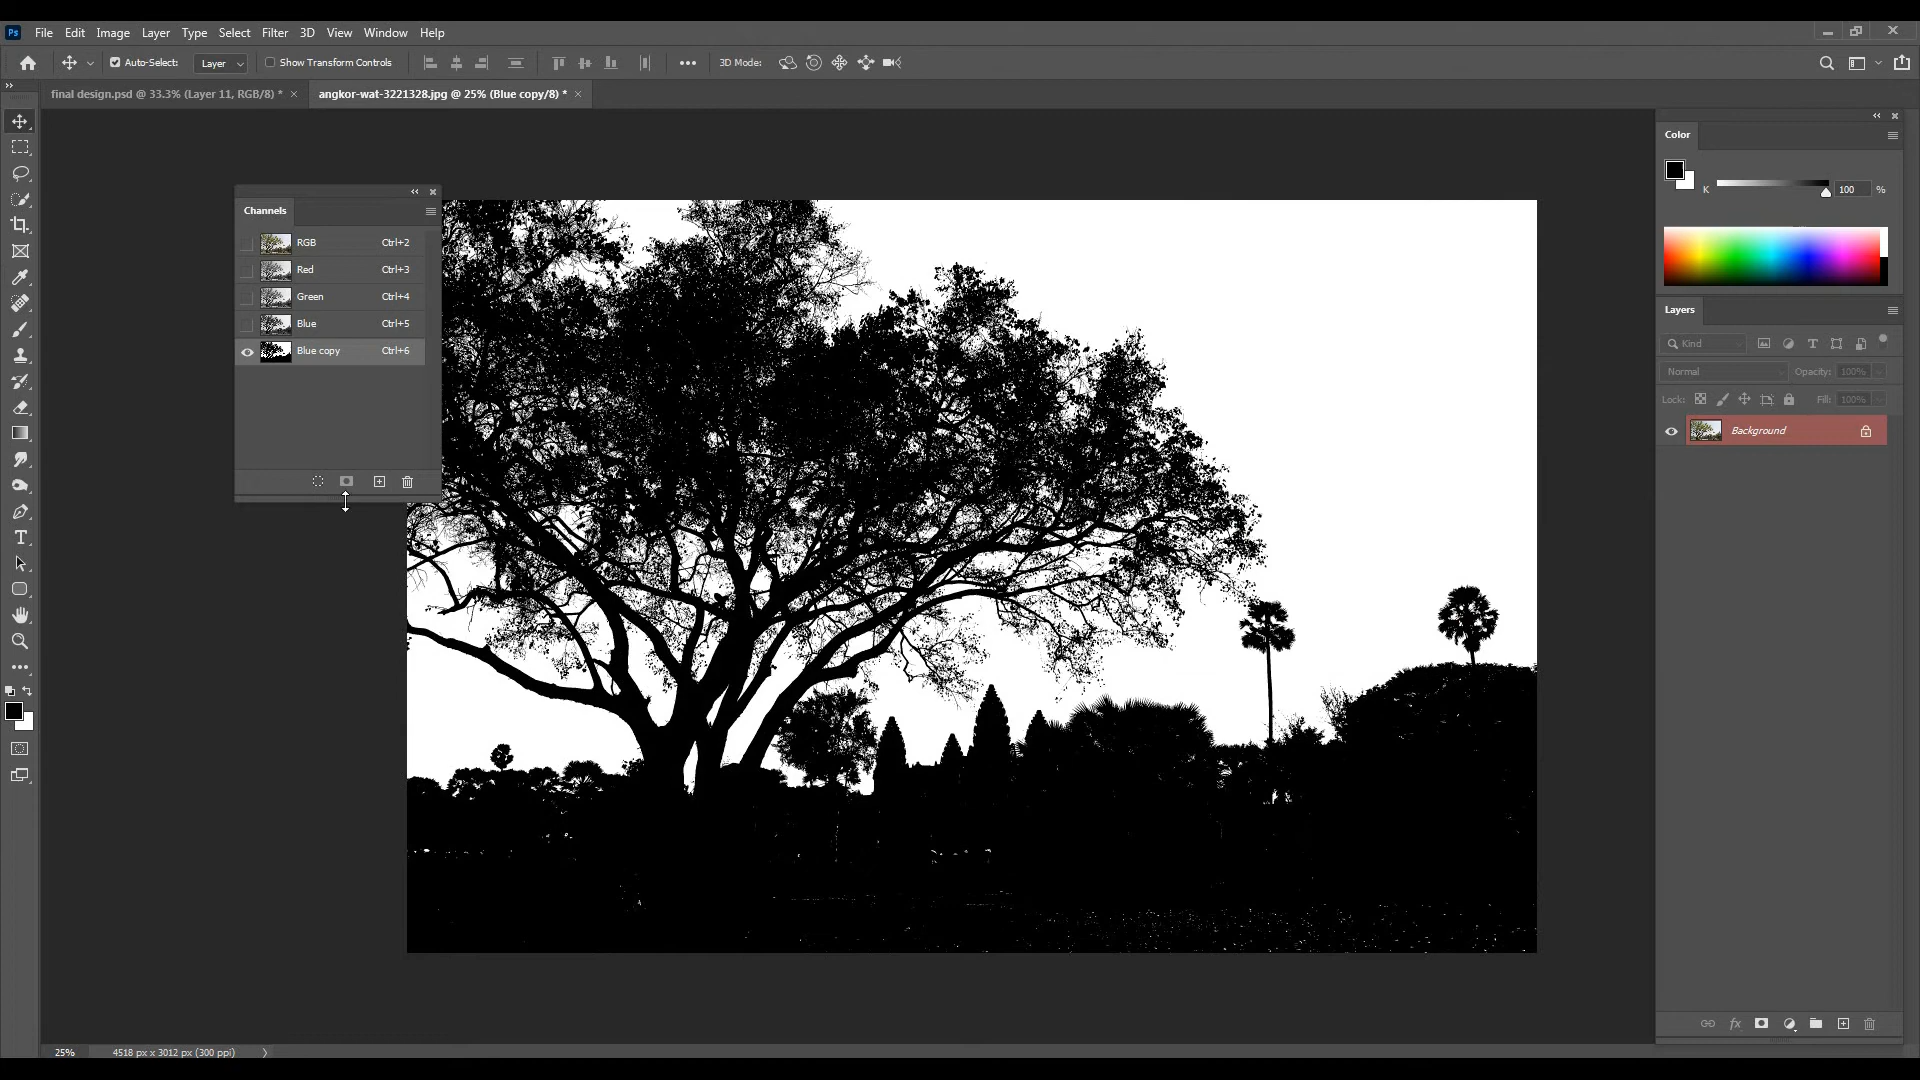 Ps File Edit Image Layer Type Select Filter 3D View Window Help
Auto-Select: Layer Show Transform Controls 3D Mode:
final design.psd @ 33.3% (Layer 11, RGB/8) * angkor-wat-3221328.jpg @ 25% (Blue copy/8) *
Color
K 100 %
Channels
RGB Ctrl+2
Red Ctrl+3
Green Ctrl+4
Blue Ctrl+5
Blue copy Ctrl+6
Layers
Kind
Normal Opacity: 100%
Lock: Fill: 100%
Background
25% 4518 px x 3012 px (300 ppi)